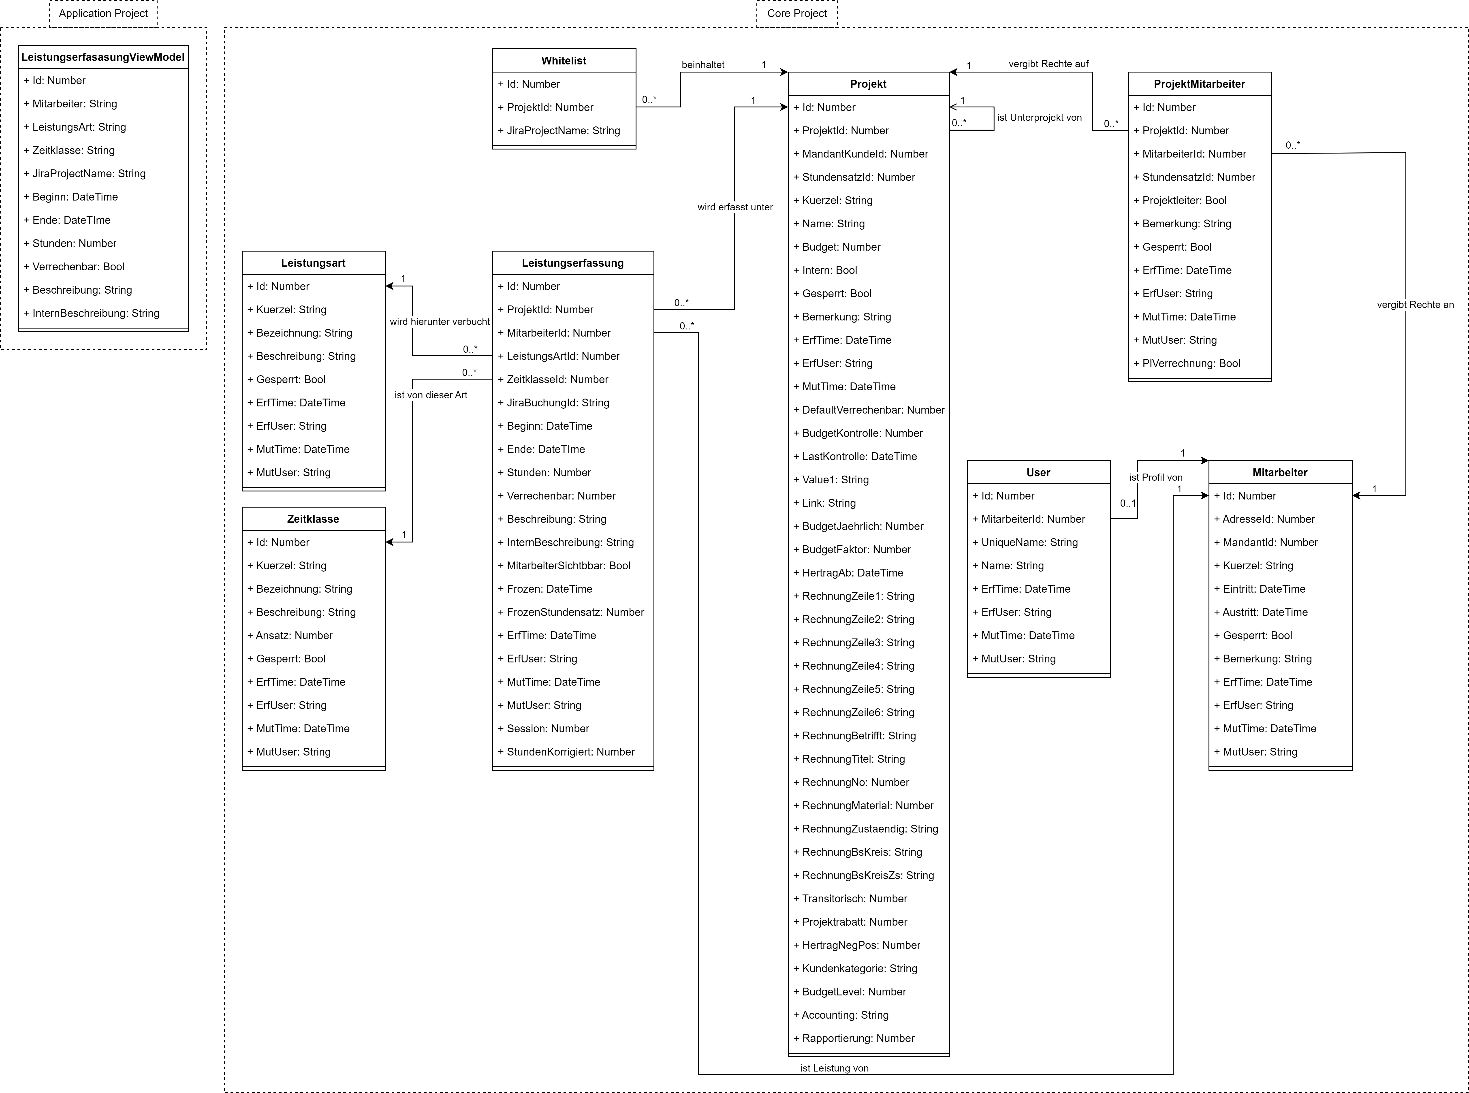 Application Project
LeistungserfasasungViewModel
+ Id: Number
+ Mitarbeiter: String
+ LeistungsArt: String
+ Zeitklasse: String
+ JiraProjectName: String
+ Beginn: DateTime
+ Ende: DateTIme
+ Stunden: Number
+ Verrechenbar: Bool
+ Beschreibung: String
+ InternBeschreibung: String
Core Project
Whitelist
+ Id: Number
+ ProjektId: Number
+ JiraProjectName: String
beinhaltet
1
0..*
wird erfasst unter
1
0..*
Leistungsart
+ Id: Number
+ Kuerzel: String
+ Bezeichnung: String
+ Beschreibung: String
+ Gesperrt: Bool
+ ErfTime: DateTime
+ ErfUser: String
+ MutTime: DateTime
+ MutUser: String
1
wird hierunter verbucht
0..*
0..*
ist von dieser Art
1
Zeitklasse
+ Id: Number
+ Kuerzel: String
+ Bezeichnung: String
+ Beschreibung: String
+ Ansatz: Number
+ Gesperrt: Bool
+ ErfTime: DateTime
+ ErfUser: String
+ MutTime: DateTime
+ MutUser: String
Leistungserfassung
+ Id: Number
+ ProjektId: Number
+ MitarbeiterId: Number
+ LeistungsArtId: Number
+ ZeitklasseId: Number
+ JiraBuchungId: String
+ Beginn: DateTime
+ Ende: DateTIme
+ Stunden: Number
+ Verrechenbar: Number
+ Beschreibung: String
+ InternBeschreibung: String
+ MitarbeiterSichtbbar: Bool
+ Frozen: DateTime
+ FrozenStundensatz: Number
+ ErfTime: DateTime
+ ErfUser: String
+ MutTime: DateTime
+ MutUser: String
+ Session: Number
+ StundenKorrigiert: Number
0..*
ist Leistung von
1
Projekt
+ Id: Number
+ ProjektId: Number
+ MandantKundeId: Number
+ StundensatzId: Number
+ Kuerzel: String
+ Name: String
+ Budget: Number
+ Intern: Bool
+ Gesperrt: Bool
+ Bemerkung: String
+ ErfTime: DateTime
+ ErfUser: String
+ MutTime: DateTime
+ DefaultVerrechenbar: Number
+ BudgetKontrolle: Number
+ LastKontrolle: DateTime
+ Value1: String
+ Link: String
+ BudgetJaehrlich: Number
+ BudgetFaktor: Number
+ HertragAb: DateTime
+ RechnungZeile1: String
+ RechnungZeile2: String
+ RechnungZeile3: String
+ RechnungZeile4: String
+ RechnungZeile5: String
+ RechnungZeile6: String
+ RechnungBetrifft: String
+ RechnungTitel: String
+ RechnungNo: Number
+ RechnungMaterial: Number
+ RechnungZustaendig: String
+ RechnungBsKreis: String
+ RechnungBsKreisZs: String
+ Transitorisch: Number
+ Projektrabatt: Number
+ HertragNegPos: Number
+ Kundenkategorie: String
+ BudgetLevel: Number
+ Accounting: String
+ Rapportierung: Number
1
vergibt Rechte auf
0..*
1
ist Unterprojekt von
0..*
ProjektMitarbeiter
+ Id: Number
+ ProjektId: Number
+ MitarbeiterId: Number
+ StundensatzId: Number
+ Projektleiter: Bool
+ Bemerkung: String
+ Gesperrt: Bool
+ ErfTime: DateTime
+ ErfUser: String
+ MutTime: DateTime
+ MutUser: String
+ PlVerrechnung: Bool
0..*
vergibt Rechte an
1
User
+ Id: Number
+ MitarbeiterId: Number
+ UniqueName: String
+ Name: String
+ ErfTime: DateTime
+ ErfUser: String
+ MutTime: DateTime
+ MutUser: String
1
ist Profil von
0..1
MItarbeiter
+ Id: Number
+ AdresseId: Number
+ MandantId: Number
+ Kuerzel: String
+ Eintritt: DateTime
+ Austritt: DateTime
+ Gesperrt: Bool
+ Bemerkung: String
+ ErfTime: DateTime
+ ErfUser: String
+ MutTime: DateTime
+ MutUser: String